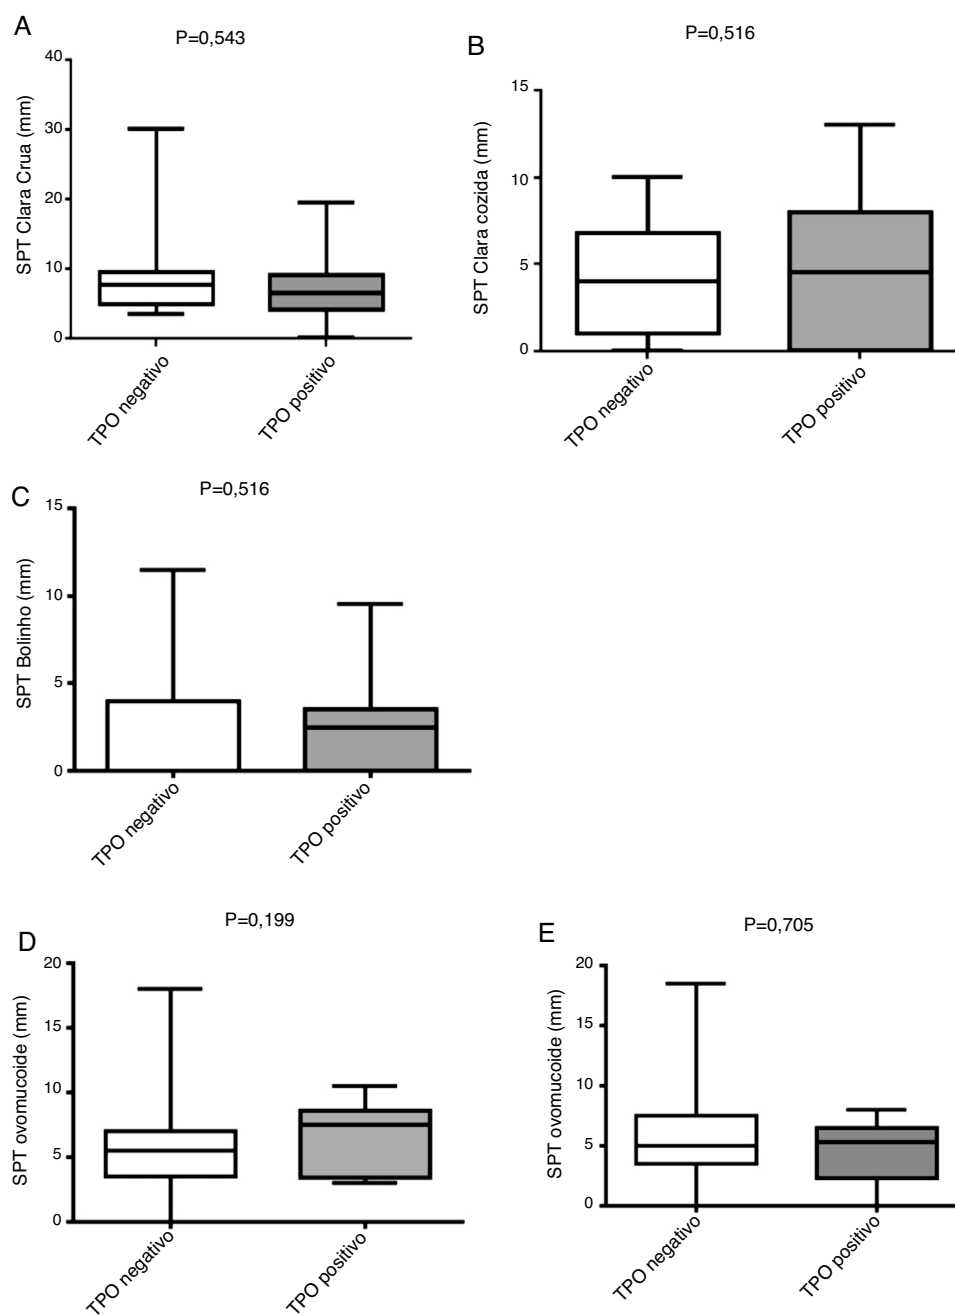 A
P=0,543
SPT Clara Crua (mm)
40
30
20
10
0
TPO negativo
TPO positivo
B
P=0,516
SPT Clara cozida (mm)
15
10
5
0
TPO negativo
TPO positivo
C
P=0,516
SPT Bolinho (mm)
15
10
5
0
TPO negativo
TPO positivo
D
P=0,199
SPT ovomucoide (mm)
20
15
10
5
0
TPO negativo
TPO positivo
E
P=0,705
SPT ovomucoide (mm)
20
15
10
5
0
TPO negativo
TPO positivo